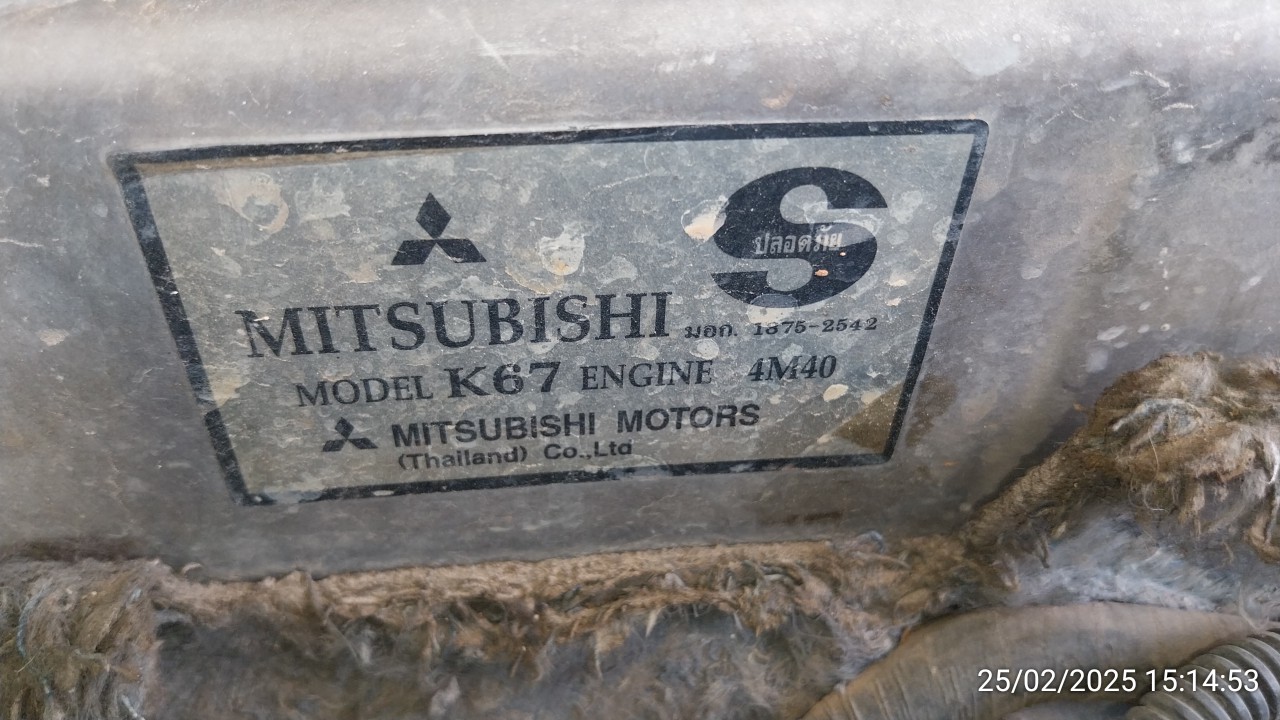 S
ปลอดภัย
MITSUBISHI มอก. 1875-2542
MODEL K67 ENGINE 4M40
MITSUBISHI MOTORS
(Thailand) Co.,Ltd
25/02/2025 15:14:53